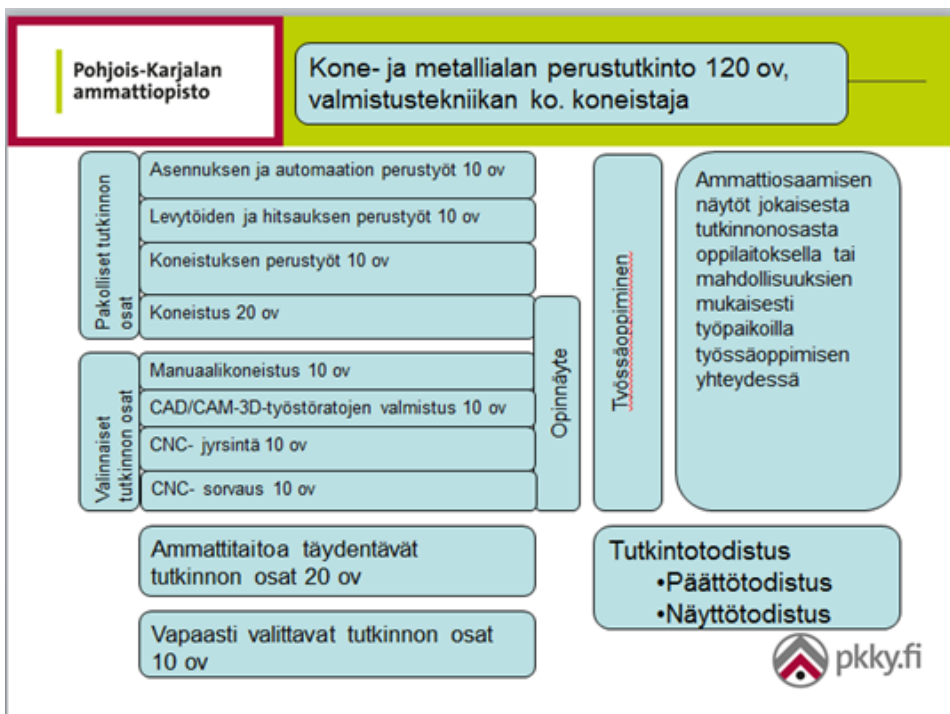 Pohjois-Karjalan
ammattiopisto
Kone- ja metallialan perustutkinto 120 ov,
valmistustekniikan ko. koneistaja
Pakolliset tutkinnon
osat
Asennuksen ja automaation perustyöt 10 ov
Levytöiden ja hitsauksen perustyöt 10 ov
Koneistuksen perustyöt 10 ov
Koneistus 20 ov
Valinnaiset
tutkinnon osat
Manuaalikoneistus 10 ov
CAD/CAM-3D-työstöratojen valmistus 10 ov
CNC- jyrsintä 10 ov
CNC- sorvaus 10 ov
Opinnäyte
Työssäoppiminen
Ammattiosaamisen
näytöt jokaisesta
tutkinnonosasta
oppilaitoksella tai
mahdollisuuksien
mukaisesti
työpaikoilla
työssäoppimisen
yhteydessä
Ammattitaitoa täydentävät
tutkinnon osat 20 ov
Vapaasti valittavat tutkinnon osat
10 ov
Tutkintotodistus
•Päättötodistus
•Näyttötodistus
pkky.fi